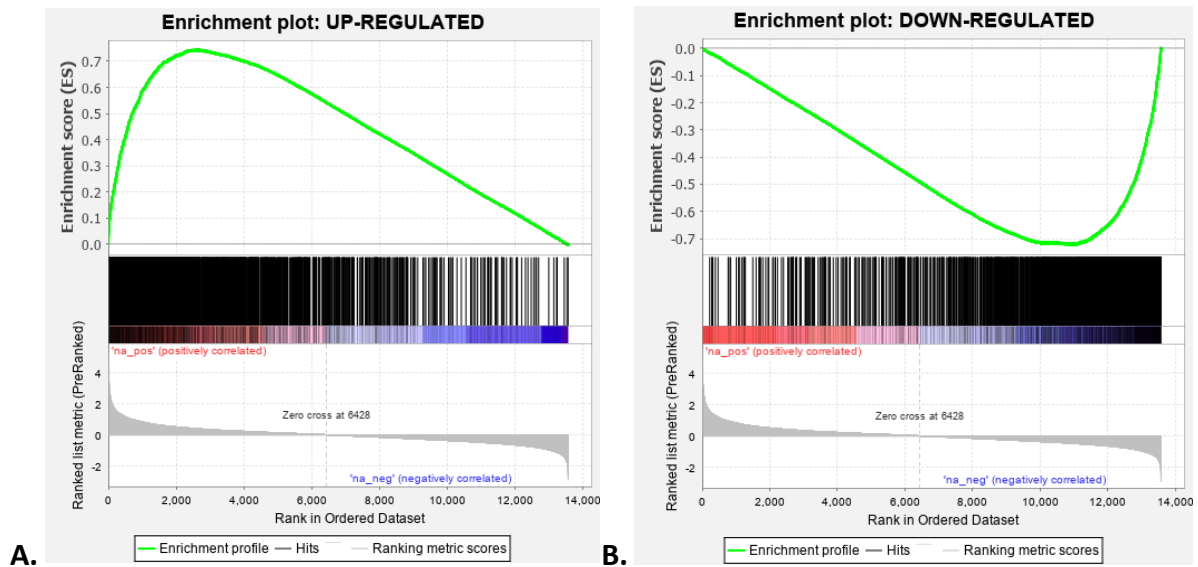 Enrichment plot: UP-REGULATED
Enrichment score (ES)
0.7
0.6
0.5
0.4
0.3
0.2
0.1
0.0
'na_pos' (positively correlated)
Ranked list metric (PreRanked)
4
2
0
-2
Zero cross at 6428
'na_neg' (negatively correlated)
0 2,000 4,000 6,000 8,000 10,000 12,000 14,000
Rank in Ordered Dataset
Enrichment profile Hits Ranking metric scores
A.
Enrichment plot: DOWN-REGULATED
Enrichment score (ES)
0.0
-0.1
-0.2
-0.3
-0.4
-0.5
-0.6
-0.7
'na_pos' (positively correlated)
Ranked list metric (PreRanked)
4
2
0
-2
Zero cross at 6428
'na_neg' (negatively correlated)
0 2,000 4,000 6,000 8,000 10,000 12,000 14,000
Rank in Ordered Dataset
Enrichment profile Hits Ranking metric scores
B.